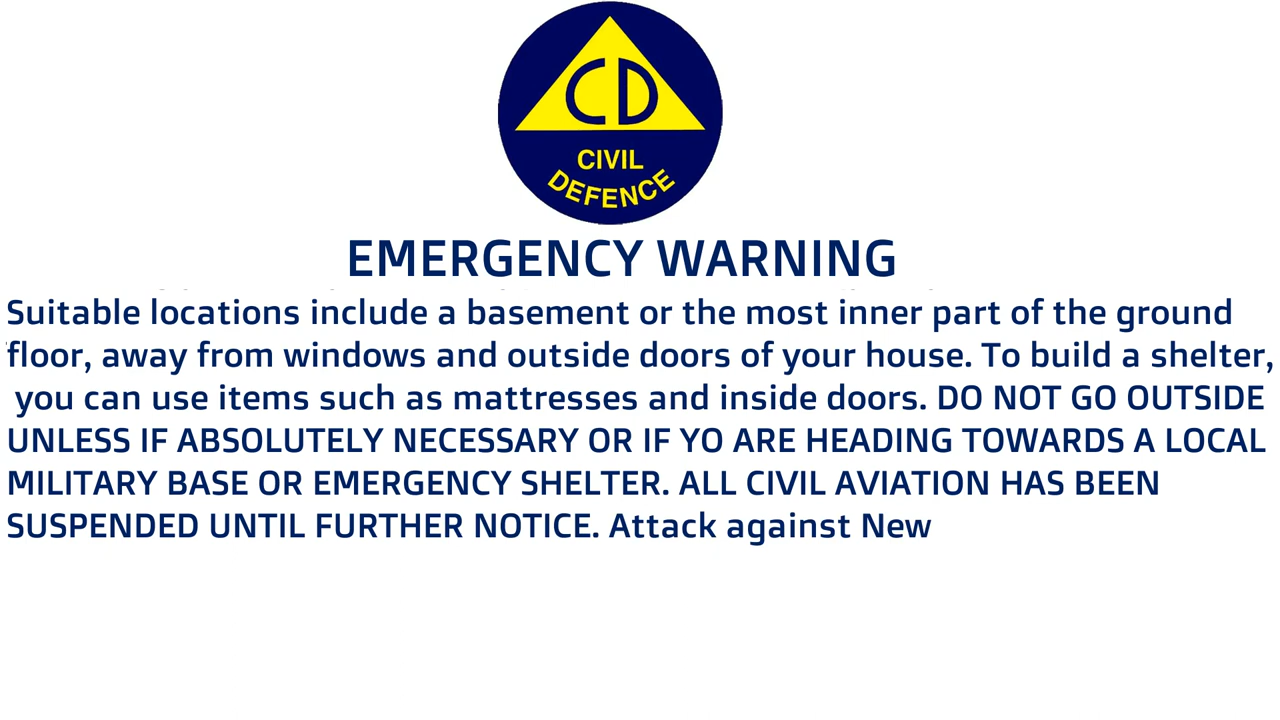 CD
CIVIL
DEFENCE
EMERGENCY WARNING
Suitable locations include a basement or the most inner part of the ground
floor, away from windows and outside doors of your house. To build a shelter,
you can use items such as mattresses and inside doors. DO NOT GO OUTSIDE
UNLESS IF ABSOLUTELY NECESSARY OR IF YO ARE HEADING TOWARDS A LOCAL
MILITARY BASE OR EMERGENCY SHELTER. ALL CIVIL AVIATION HAS BEEN
SUSPENDED UNTIL FURTHER NOTICE. Attack against New